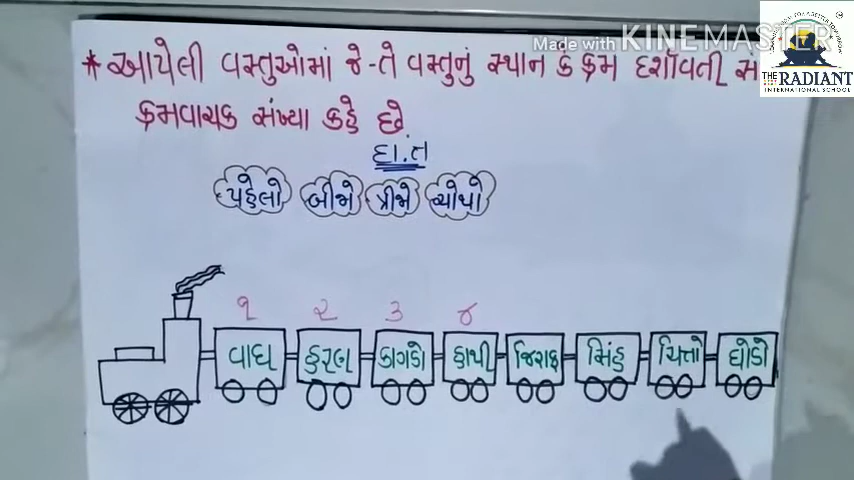 Made with KINEMASTER
* આપેલી વસ્તુઓમાં જે-તે વસ્તુનું સ્થાન કે ક્રમ દર્શાવતી સં
ક્રમવાચક સંખ્યા કહે છે.
THE RADIANT
INTERNATIONAL SCHOOL
દા.ત
પહેલો બીજો ત્રીજો ચોથો
૧ ૨ ૩ ૪
વાઘ હરણ કાગડો હાથી જિરાફ સિંહ ચિત્તો ઘોડો